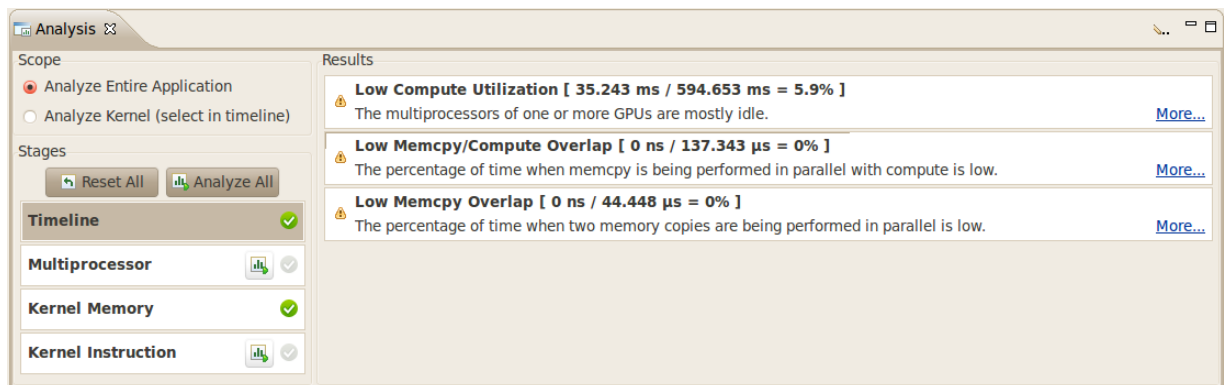 Analysis
Scope
Analyze Entire Application
Analyze Kernel (select in timeline)
Stages
Reset All
Analyze All
Timeline
Multiprocessor
Kernel Memory
Kernel Instruction
Results
Low Compute Utilization [ 35.243 ms / 594.653 ms = 5.9% ]
The multiprocessors of one or more GPUs are mostly idle.
More...
Low Memcpy/Compute Overlap [ 0 ns / 137.343 µs = 0% ]
The percentage of time when memcpy is being performed in parallel with compute is low.
More...
Low Memcpy Overlap [ 0 ns / 44.448 µs = 0% ]
The percentage of time when two memory copies are being performed in parallel is low.
More...